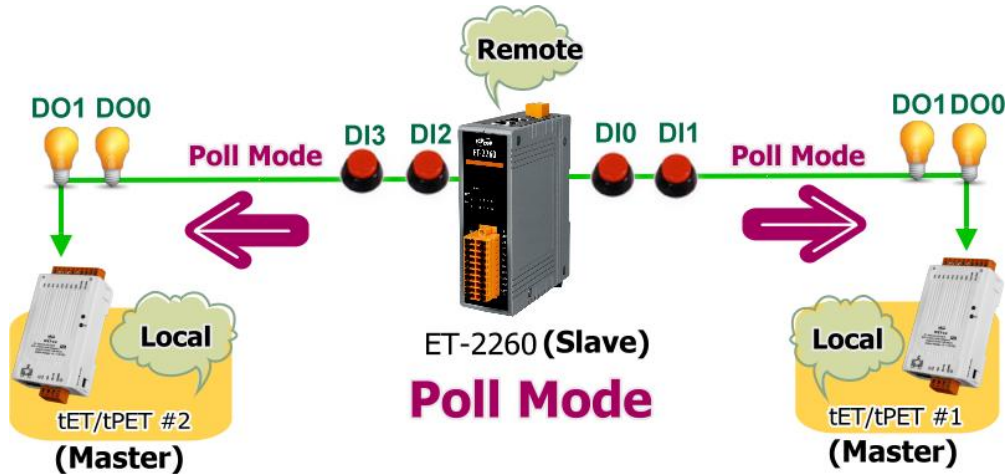 Remote
DO1 DO0
DI3 DI2
DI0 DI1
DO1 DO0
Poll Mode
Poll Mode
ET-2260
Local
Local
ET-2260 (Slave)
Poll Mode
tET/tPET #2
(Master)
tET/tPET #1
(Master)